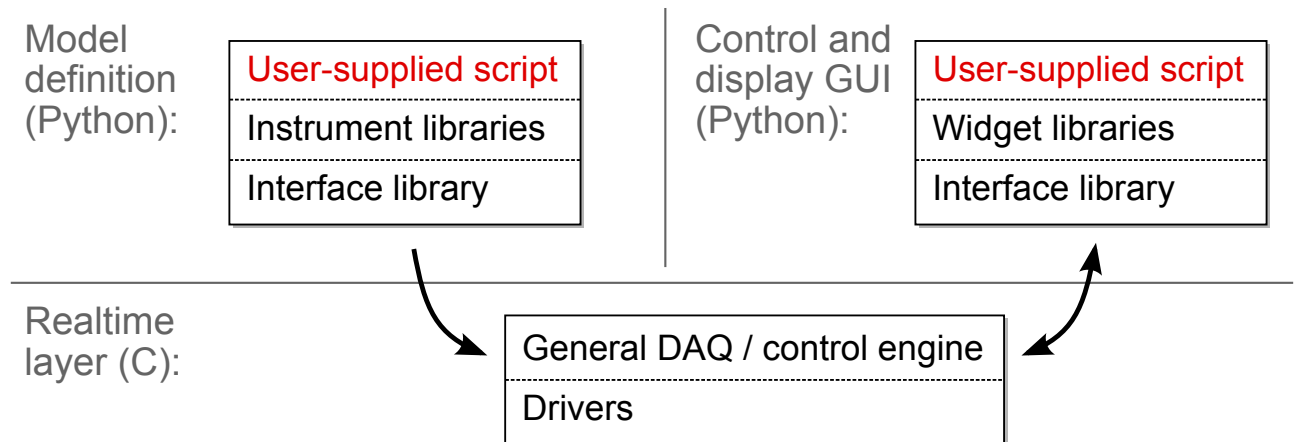 Model
definition
(Python):
User-supplied script
Instrument libraries
Interface library
Control and
display GUI
(Python):
User-supplied script
Widget libraries
Interface library
Realtime
layer (C):
General DAQ / control engine
Drivers